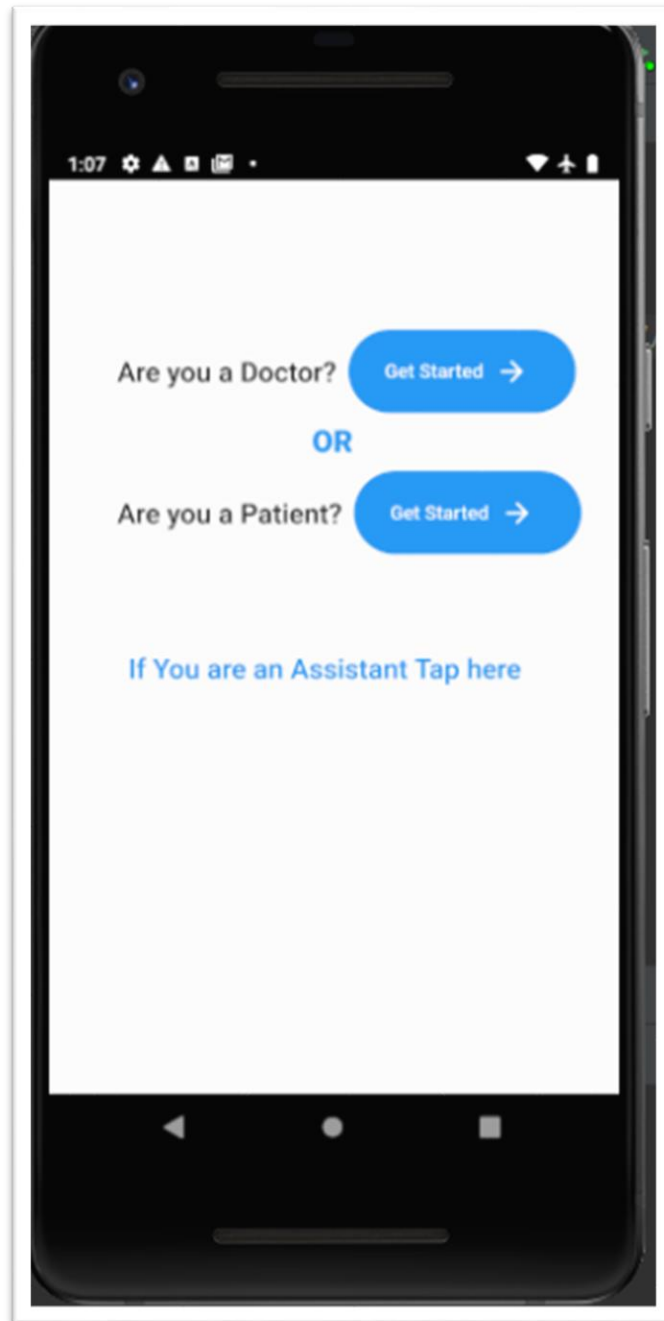 1:07
Are you a Doctor? Get Started →
OR
Are you a Patient? Get Started →
If You are an Assistant Tap here